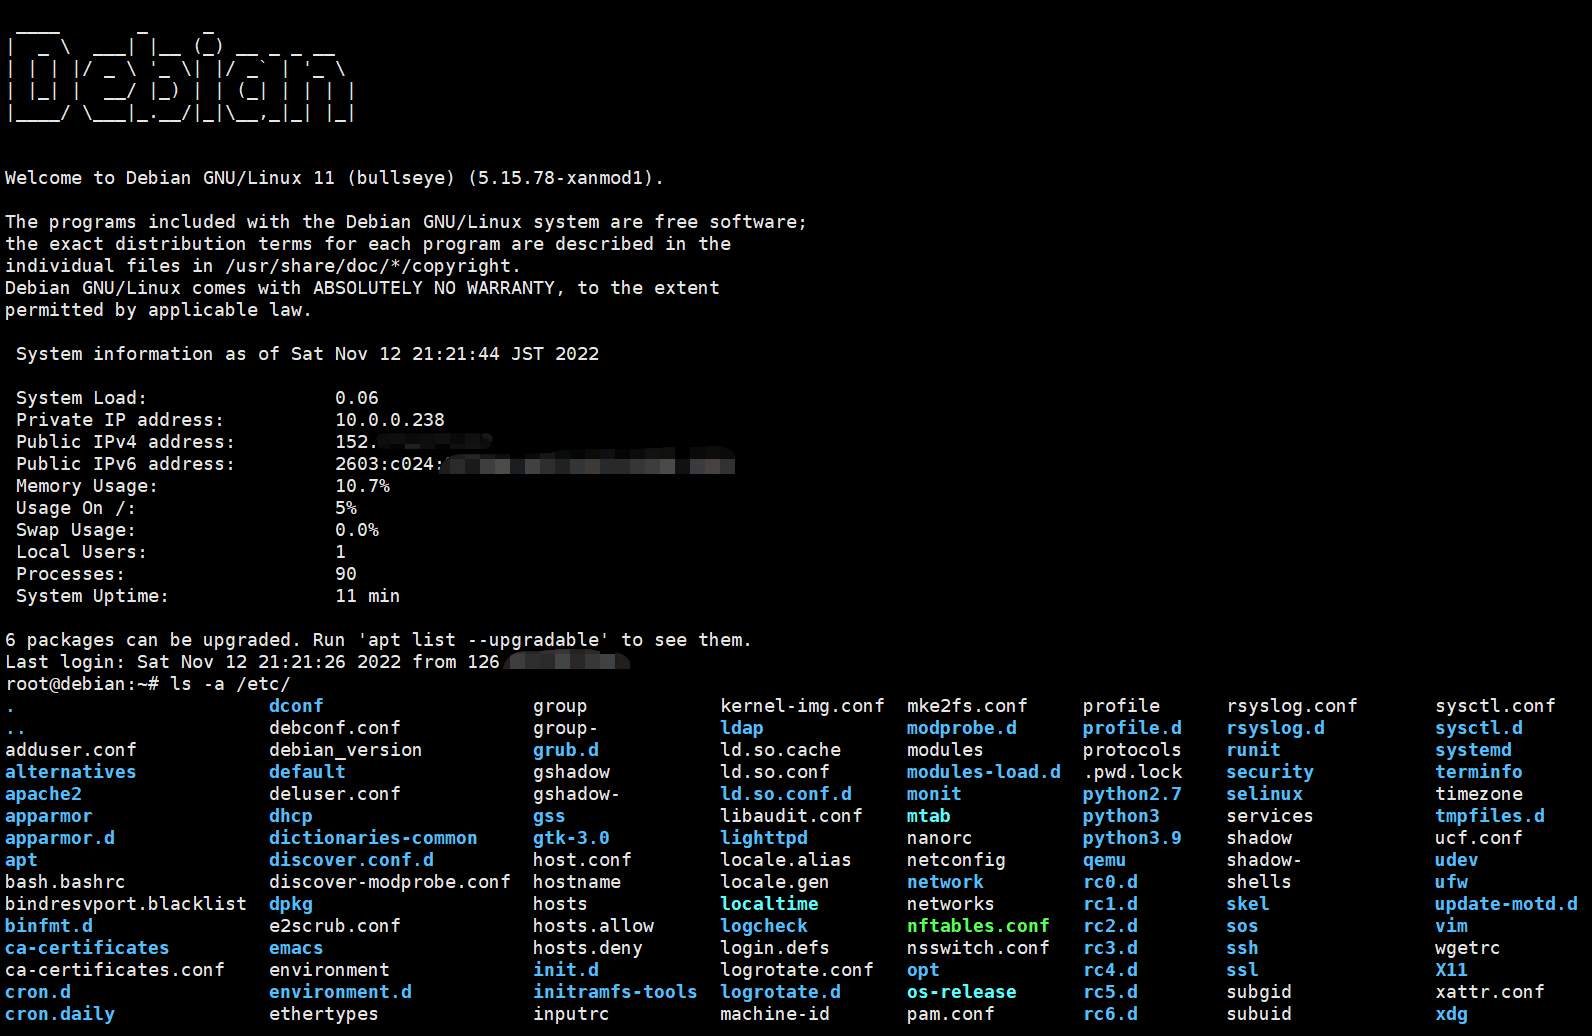 Debian
Welcome to Debian GNU/Linux 11 (bullseye) (5.15.78-xanmod1).
The programs included with the Debian GNU/Linux system are free software;
the exact distribution terms for each program are described in the
individual files in /usr/share/doc/*/copyright.
Debian GNU/Linux comes with ABSOLUTELY NO WARRANTY, to the extent
permitted by applicable law.
System information as of Sat Nov 12 21:21:44 JST 2022
System Load: 0.06
Private IP address: 10.0.0.238
Public IPv4 address: 152.
Public IPv6 address: 2603:c024:
Memory Usage: 10.7%
Usage On /: 5%
Swap Usage: 0.0%
Local Users: 1
Processes: 90
System Uptime: 11 min
6 packages can be upgraded. Run 'apt list --upgradable' to see them.
Last login: Sat Nov 12 21:21:26 2022 from 126
root@debian:~# ls -a /etc/
. dconf group kernel-img.conf mke2fs.conf profile rsyslog.conf sysctl.conf
.. debconf.conf group- ldap modprobe.d profile.d rsyslog.d sysctl.d
adduser.conf debian_version grub.d ld.so.cache modules protocols runit systemd
alternatives default gshadow ld.so.conf modules-load.d .pwd.lock security terminfo
apache2 deluser.conf gshadow- ld.so.conf.d monit python2.7 selinux timezone
apparmor dhcp gss libaudit.conf mtab python3 services tmpfiles.d
apparmor.d dictionaries-common gtk-3.0 lighttpd nanorc python3.9 shadow ucf.conf
apt discover.conf.d host.conf locale.alias netconfig qemu shadow- udev
bash.bashrc discover-modprobe.conf hostname locale.gen network rc0.d shells ufw
bindresvport.blacklist dpkg hosts localtime networks rc1.d skel update-motd.d
binfmt.d e2scrub.conf hosts.allow logcheck nftables.conf rc2.d sos vim
ca-certificates emacs hosts.deny login.defs nsswitch.conf rc3.d ssh wgetrc
ca-certificates.conf environment init.d logrotate.conf opt rc4.d ssl X11
cron.d environment.d initramfs-tools logrotate.d os-release rc5.d subgid xattr.conf
cron.daily ethertypes inputrc machine-id pam.conf rc6.d subuid xdg